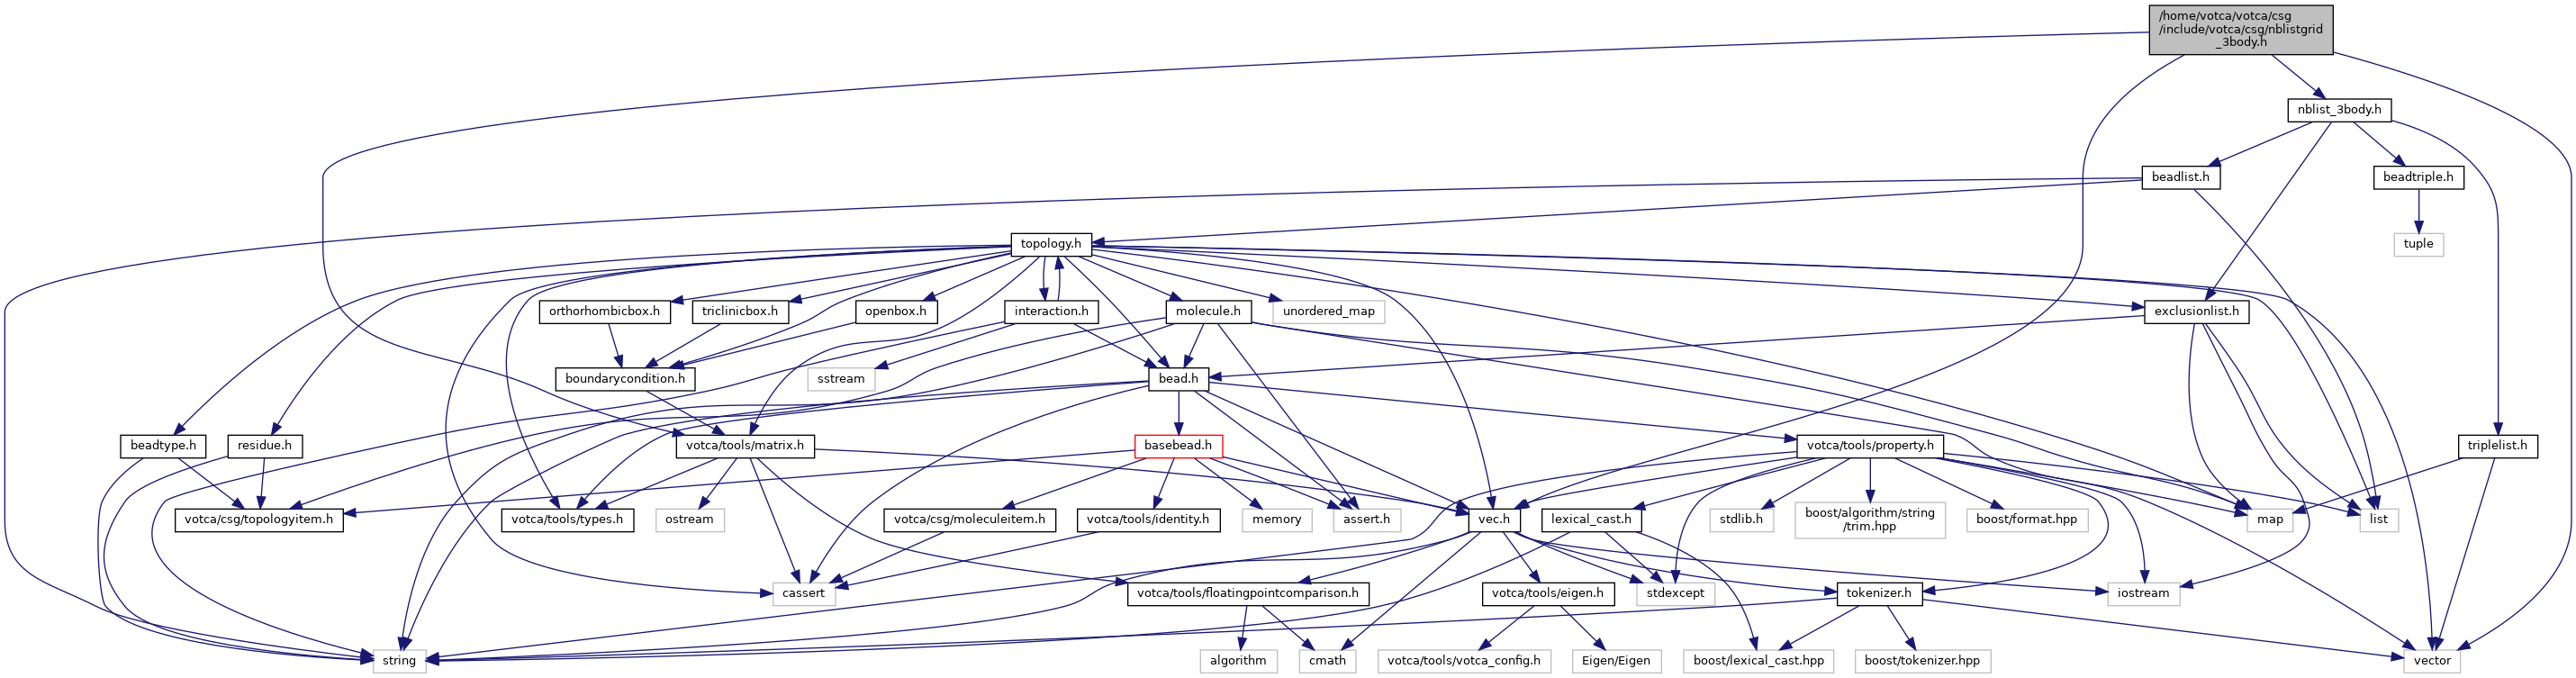 /home/votca/votca/csg
/include/votca/csg/nblistgrid
_3body.h
nblist_3body.h
beadlist.h
beadtriple.h
topology.h
tuple
orthorhombicbox.h
triclinicbox.h
openbox.h
interaction.h
molecule.h
unordered_map
exclusionlist.h
boundarycondition.h
sstream
bead.h
beadtype.h
residue.h
votca/tools/matrix.h
basebead.h
votca/tools/property.h
triplelist.h
votca/csg/topologyitem.h
votca/tools/types.h
ostream
votca/csg/moleculeitem.h
votca/tools/identity.h
memory
assert.h
vec.h
lexical_cast.h
stdlib.h
boost/algorithm/string
/trim.hpp
boost/format.hpp
map
list
cassert
votca/tools/floatingpointcomparison.h
votca/tools/eigen.h
stdexcept
tokenizer.h
iostream
string
algorithm
cmath
votca/tools/votca_config.h
Eigen/Eigen
boost/lexical_cast.hpp
boost/tokenizer.hpp
vector